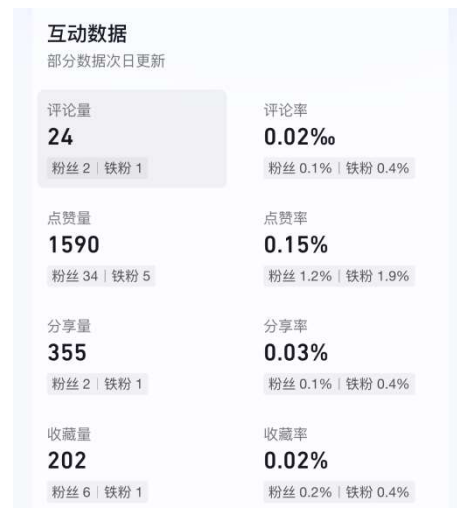 互动数据
部分数据次日更新
评论量
24
粉丝 2 | 铁粉 1
评论率
0.02‰
粉丝 0.1% | 铁粉 0.4%
点赞量
1590
粉丝 34 | 铁粉 5
点赞率
0.15%
粉丝 1.2% | 铁粉 1.9%
分享量
355
粉丝 2 | 铁粉 1
分享率
0.03%
粉丝 0.1% | 铁粉 0.4%
收藏量
202
粉丝 6 | 铁粉 1
收藏率
0.02%
粉丝 0.2% | 铁粉 0.4%